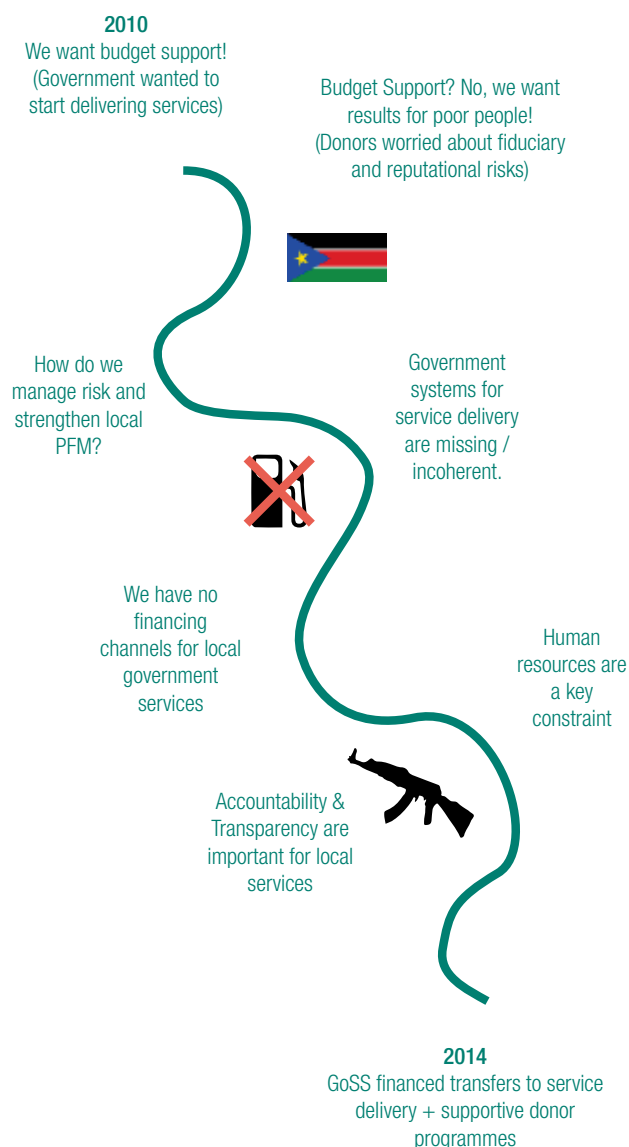 2010
We want budget support!
(Government wanted to
start delivering services)
Budget Support? No, we want
results for poor people!
(Donors worried about fiduciary
and reputational risks)
How do we
manage risk and
strengthen local
PFM?
Government
systems for
service delivery
are missing /
incoherent.
We have no
financing
channels for local
government
services
Human
resources are
a key
constraint
Accountability &
Transparency are
important for local
services
2014
GoSS financed transfers to service
delivery + supportive donor
programmes